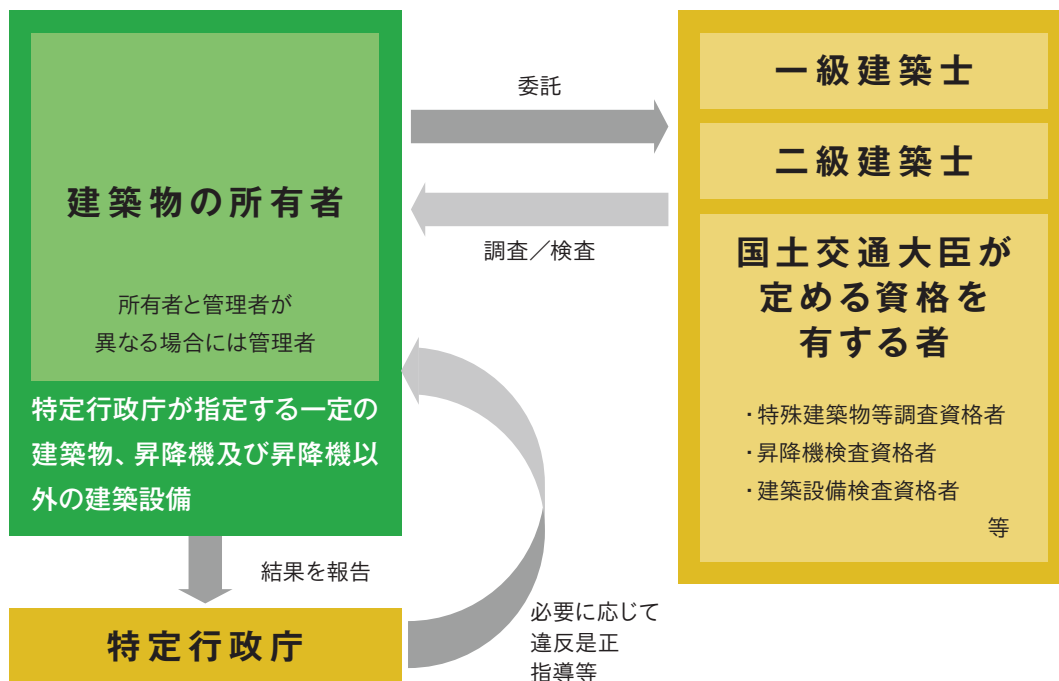 建築物の所有者
所有者と管理者が
異なる場合には管理者
特定行政庁が指定する一定の
建築物、昇降機及び昇降機以
外の建築設備
委託
調査／検査
一級建築士
二級建築士
国土交通大臣が
定める資格を
有する者
・特殊建築物等調査資格者
・昇降機検査資格者
・建築設備検査資格者
等
結果を報告
特定行政庁
必要に応じて
違反是正
指導等